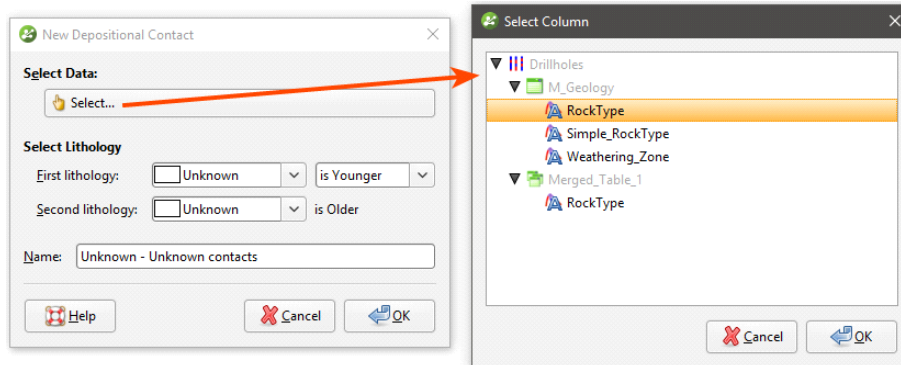 New Depositional Contact
Select Data:
Select...
Select Lithology
First lithology: Unknown is Younger
Second lithology: Unknown is Older
Name: Unknown - Unknown contacts
Help Cancel OK
Select Column
Drillholes
M_Geology
RockType
Simple_RockType
Weathering_Zone
Merged_Table_1
RockType
Cancel OK